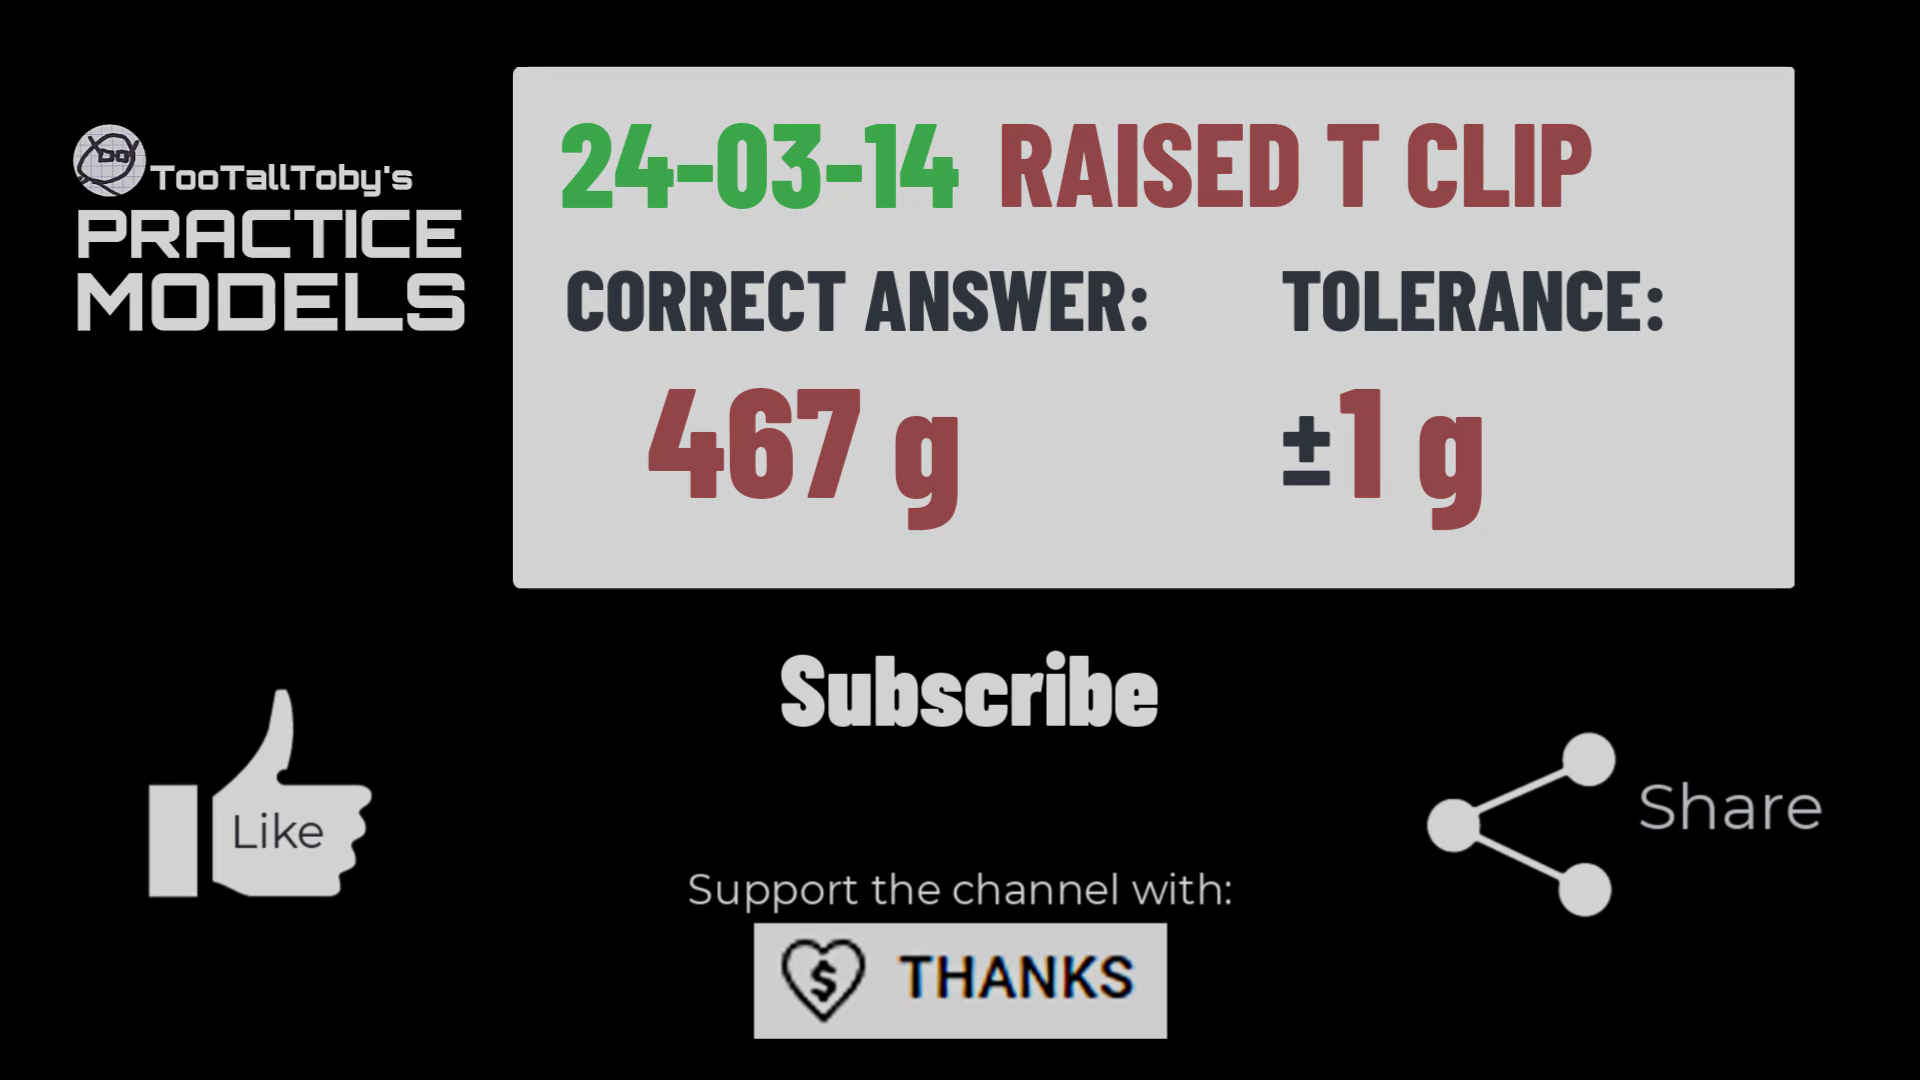 TooTallToby's
PRACTICE
MODELS
24-03-14 RAISED T CLIP
CORRECT ANSWER: TOLERANCE:
467 g ±1 g
Subscribe
Like
Share
Support the channel with:
$ THANKS